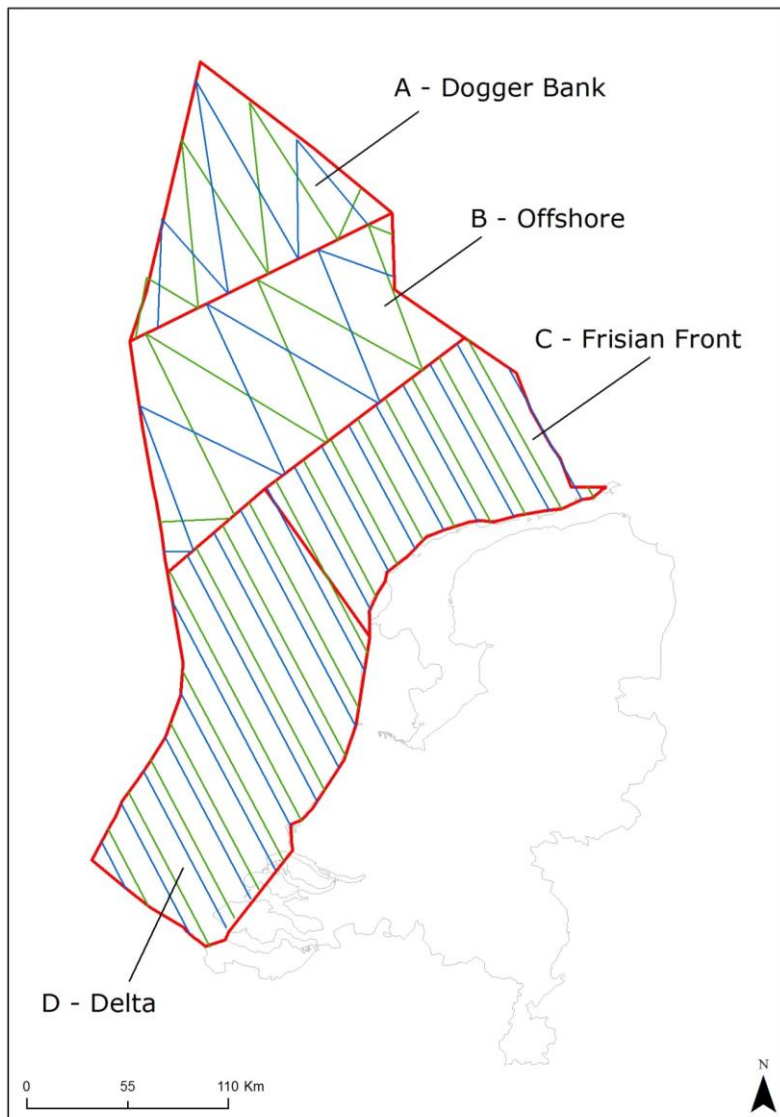 A - Dogger Bank
B - Offshore
C - Frisian Front
D - Delta
0 55 110 Km
N